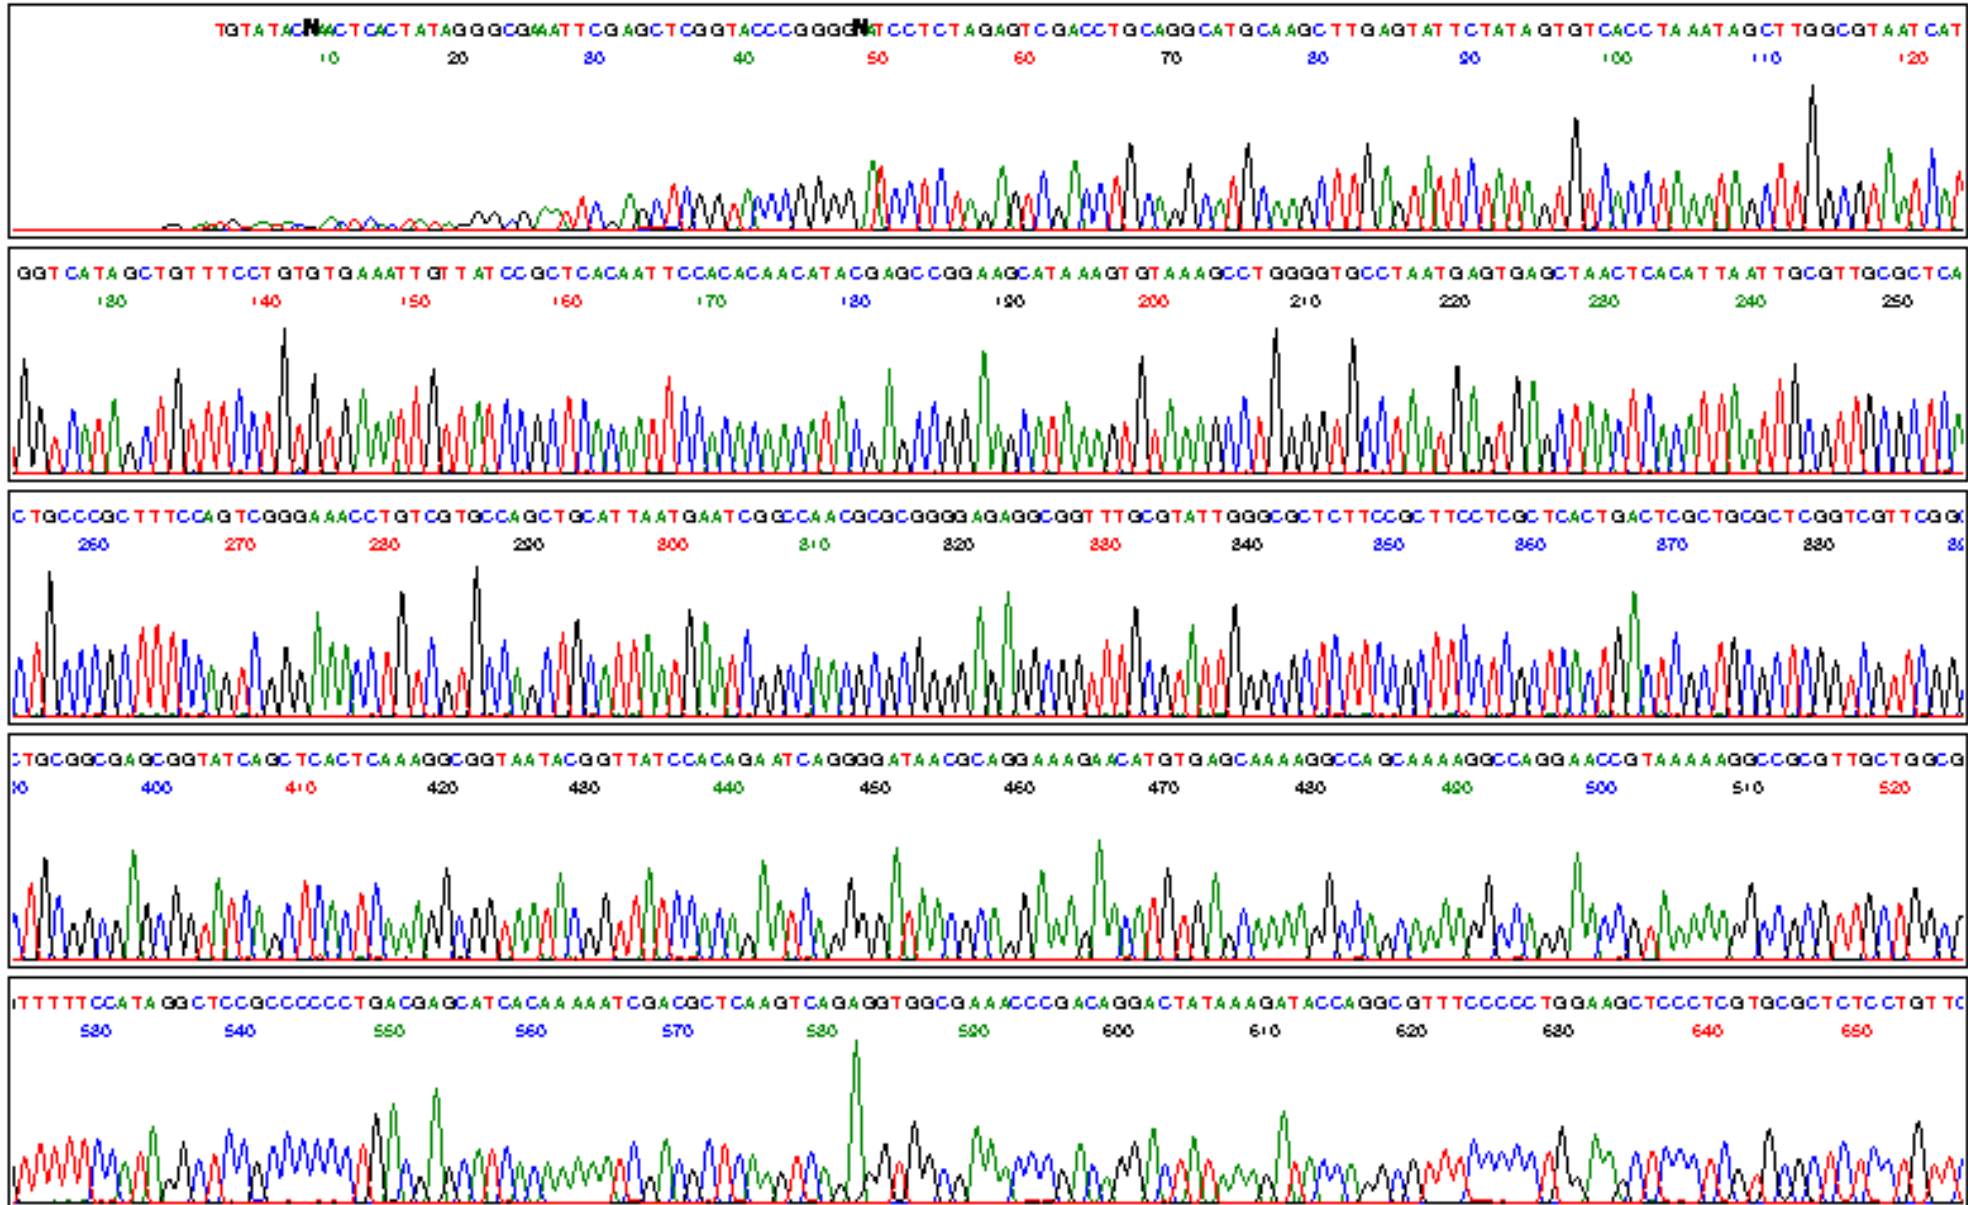 TGTATACNAACTCACTATAGGGCGAAATTCGAGCTCGGTACCCGGGGNATCCTCTAGAGTCGACCTGCAGGCATGCAAGCTTGAGTATTCTATAGTGTCACCTAAATAGCTTGGCGTAATCAT
10 20 30 40 50 60 70 80 90 100 110 120
GGTCATAGCTGTTTCCTGTGTGAAATTGTTATCCGCTCACAATTCCACACAACATACGAGCCGGAAGCATAAAGTGTAAAGCCTGGGGTGCCTAATGAGTGAGCTAACTCACATTAATTGCGTTGCGCTCA
130 140 150 160 170 180 190 200 210 220 230 240 250
CTGCCCGCTTTCCAGTCGGGAAACCTGTCGTGCCAGCTGCATTAATGAATCGGCCAACGCGCGGGGAGAGGCGGTTTGCGTATTGGGCGCTCTTCCGCTTCCTCGCTCACTGACTCGCTGCGCTCGGTCGTTCGGC
260 270 280 290 300 310 320 330 340 350 360 370 380
CTGCGGCGAGCGGTATCAGCTCACTCAAAGGCGGTAATACGGTTATCCACAGAATCAGGGGATAACGCAGGAAAGAACATGTGAGCAAAAGGCCAGCAAAAGGCCAGGAACCGTAAAAAGGCCGCGTTGCTGGCG
400 410 420 430 440 450 460 470 480 490 500 510 520
TTTTTCCATAGGCTCCGCCCCCCTGACGAGCATCACAAAAATCGACGCTCAAGTCAGAGGTGGCGAAACCCGACAGGACTATAAAGATACCAGGCGTTTCCCCCTGGAAGCTCCCTCGTGCGCTCTCCTGTTC
530 540 550 560 570 580 590 600 610 620 630 640 650